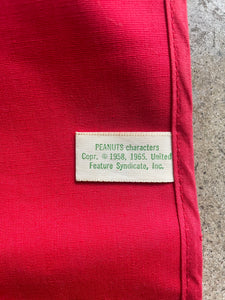 PEANUTS characters
Copr. © 1958, 1965, United
Feature Syndicate, Inc.